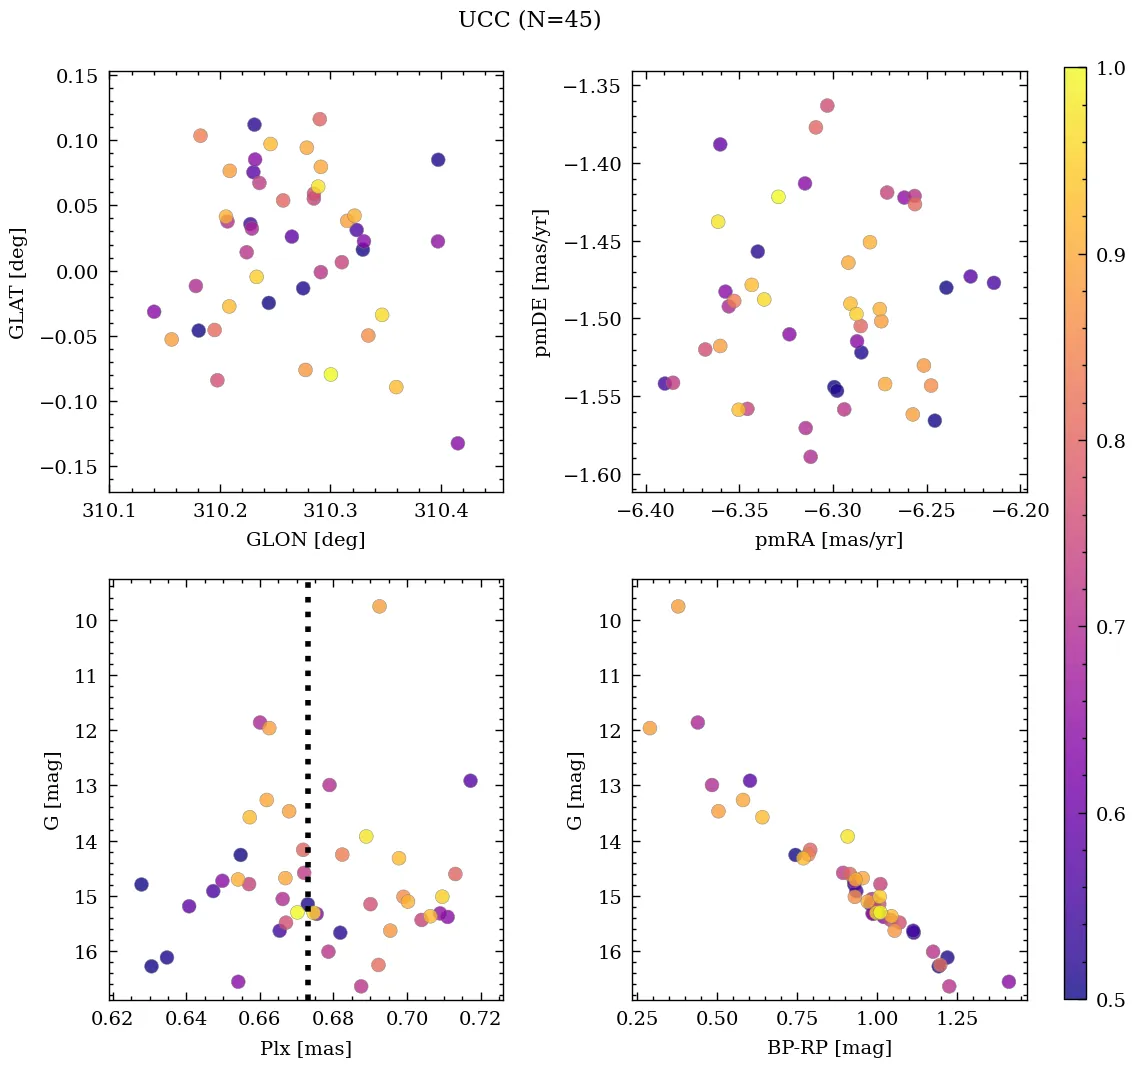 UCC (N=45)
0.15
0.10
0.05
0.00
−0.05
−0.10
−0.15
GLAT [deg]
310.1 310.2 310.3 310.4
GLON [deg]
−1.35
−1.40
−1.45
−1.50
−1.55
−1.60
pmDE [mas/yr]
−6.40 −6.35 −6.30 −6.25 −6.20
pmRA [mas/yr]
10
11
12
13
14
15
16
G [mag]
0.62 0.64 0.66 0.68 0.70 0.72
Plx [mas]
10
11
12
13
14
15
16
G [mag]
0.25 0.50 0.75 1.00 1.25
BP-RP [mag]
1.0
0.9
0.8
0.7
0.6
0.5